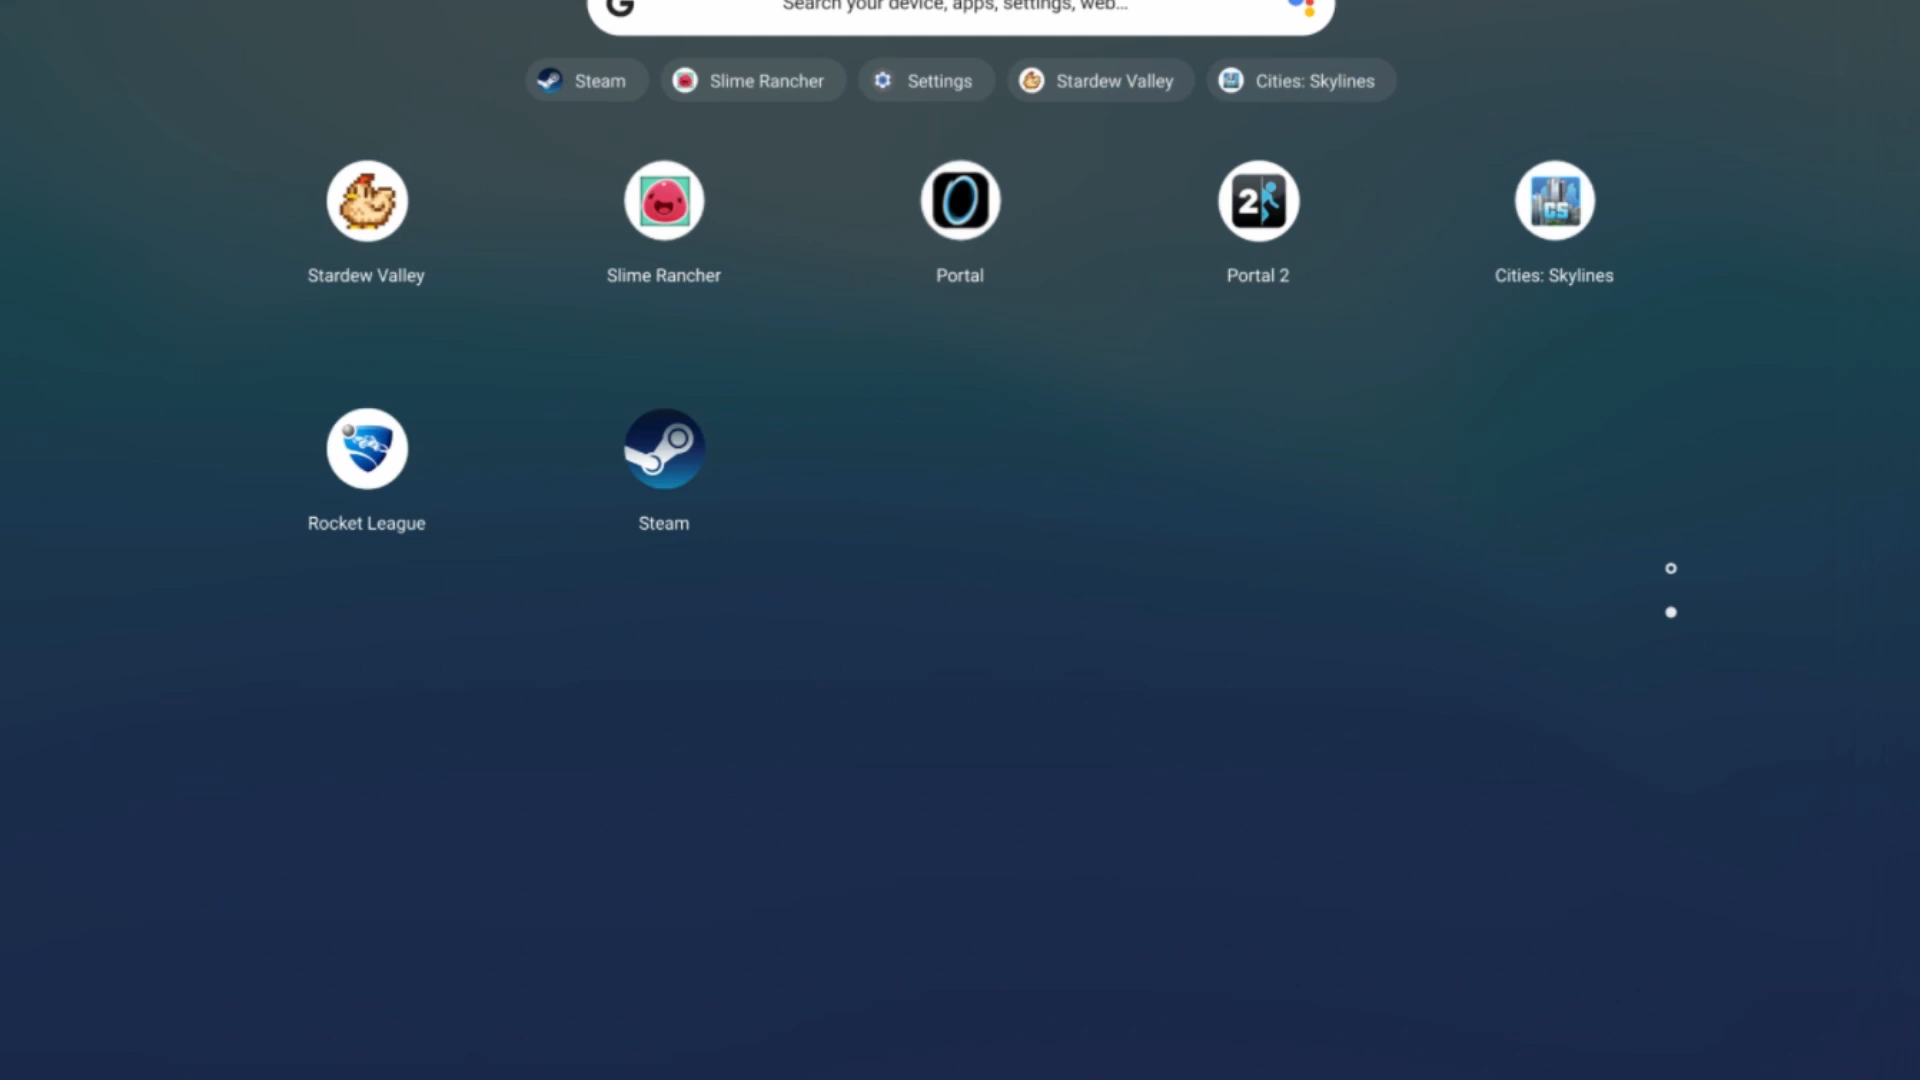 Search your device, apps, settings, web...
Steam Slime Rancher Settings Stardew Valley Cities: Skylines
Stardew Valley Slime Rancher Portal Portal 2 Cities: Skylines
Rocket League Steam